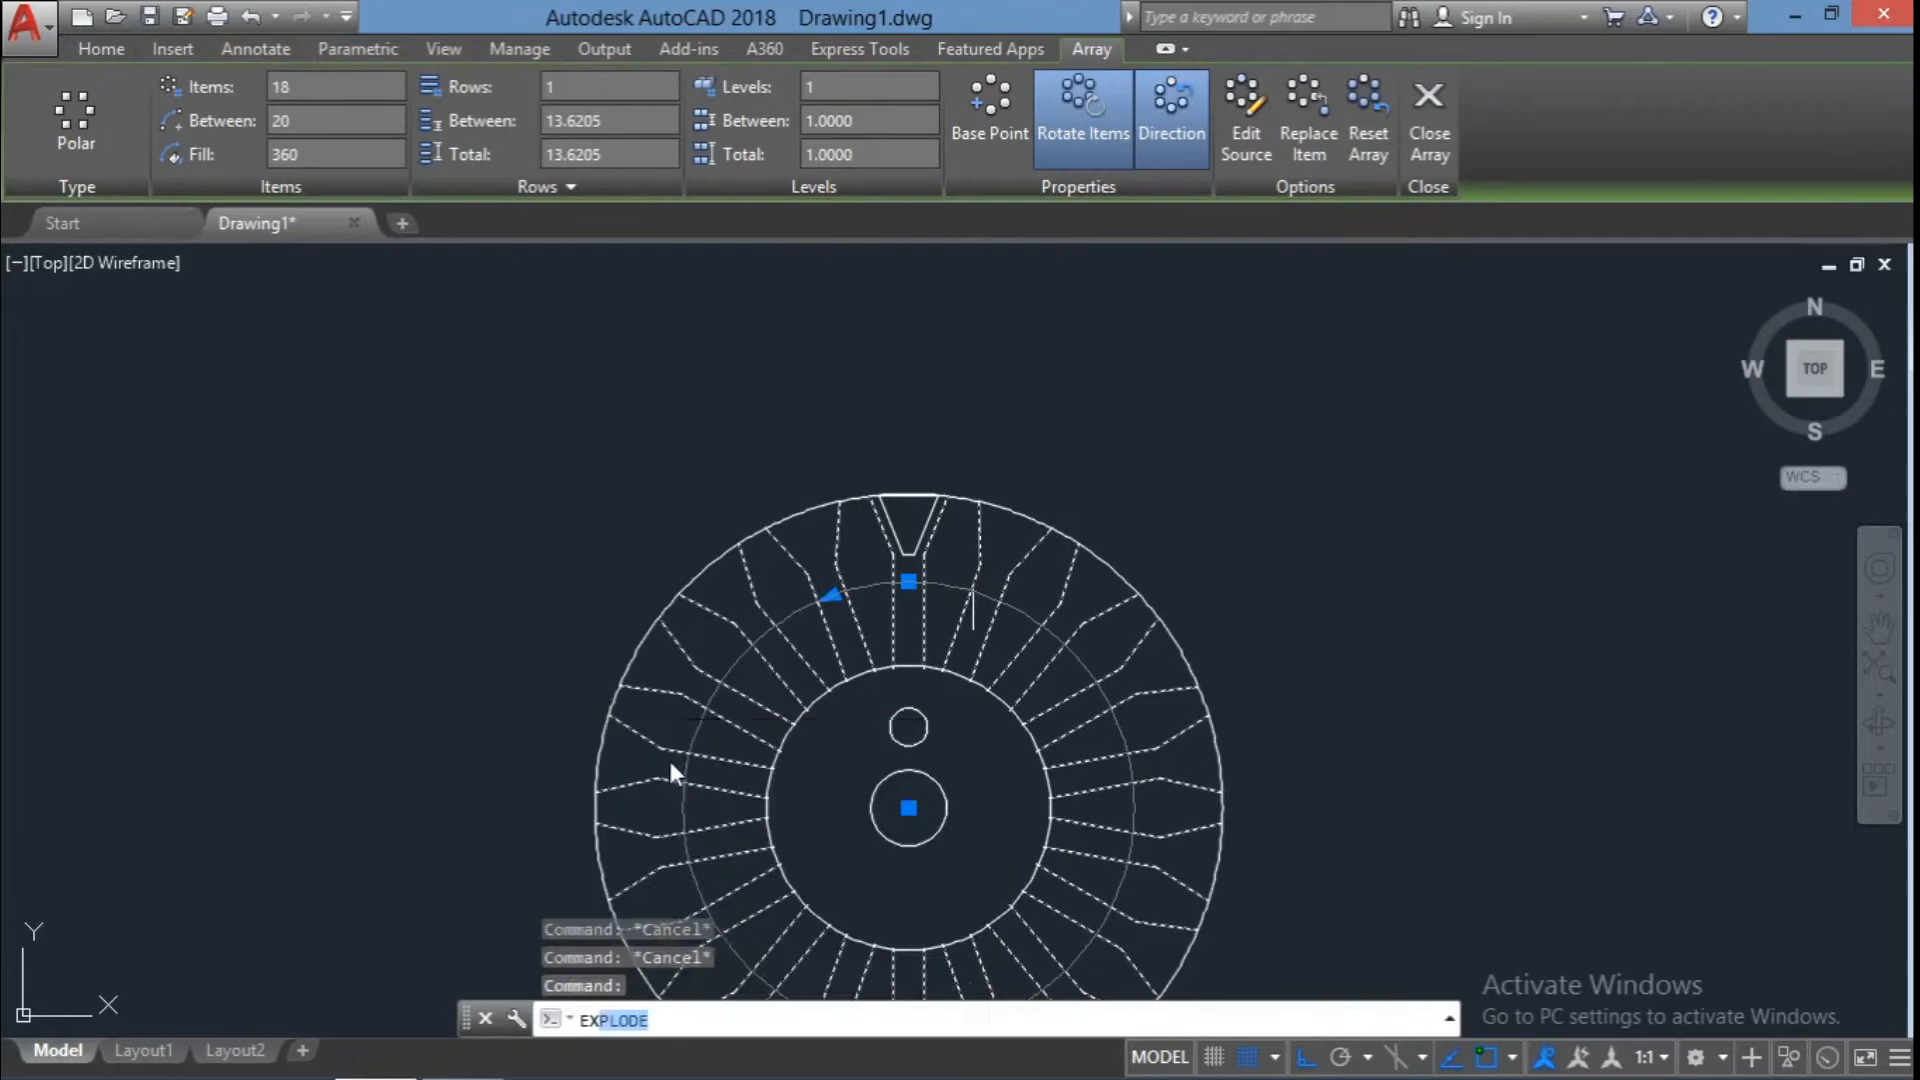 Autodesk AutoCAD 2018 Drawing1.dwg Type a keyword or phrase Sign In
Home Insert Annotate Parametric View Manage Output Add-ins A360 Express Tools Featured Apps Array
Items: 18 Rows: 1 Levels: 1
Between: 20 Between: 13.6205 Between: 1.0000
Fill: 360 Total: 13.6205 Total: 1.0000
Polar
Base Point Rotate Items Direction
Edit Source Replace Item Reset Array Close Array
Type Items Rows Levels Properties Options Close
Start Drawing1*
[−][Top][2D Wireframe]
N
W TOP E
S
WCS
Y
X
Command: *Cancel*
Command: *Cancel*
Command:
EXPLODE
Activate Windows
Go to PC settings to activate Windows.
Model Layout1 Layout2 MODEL 1:1